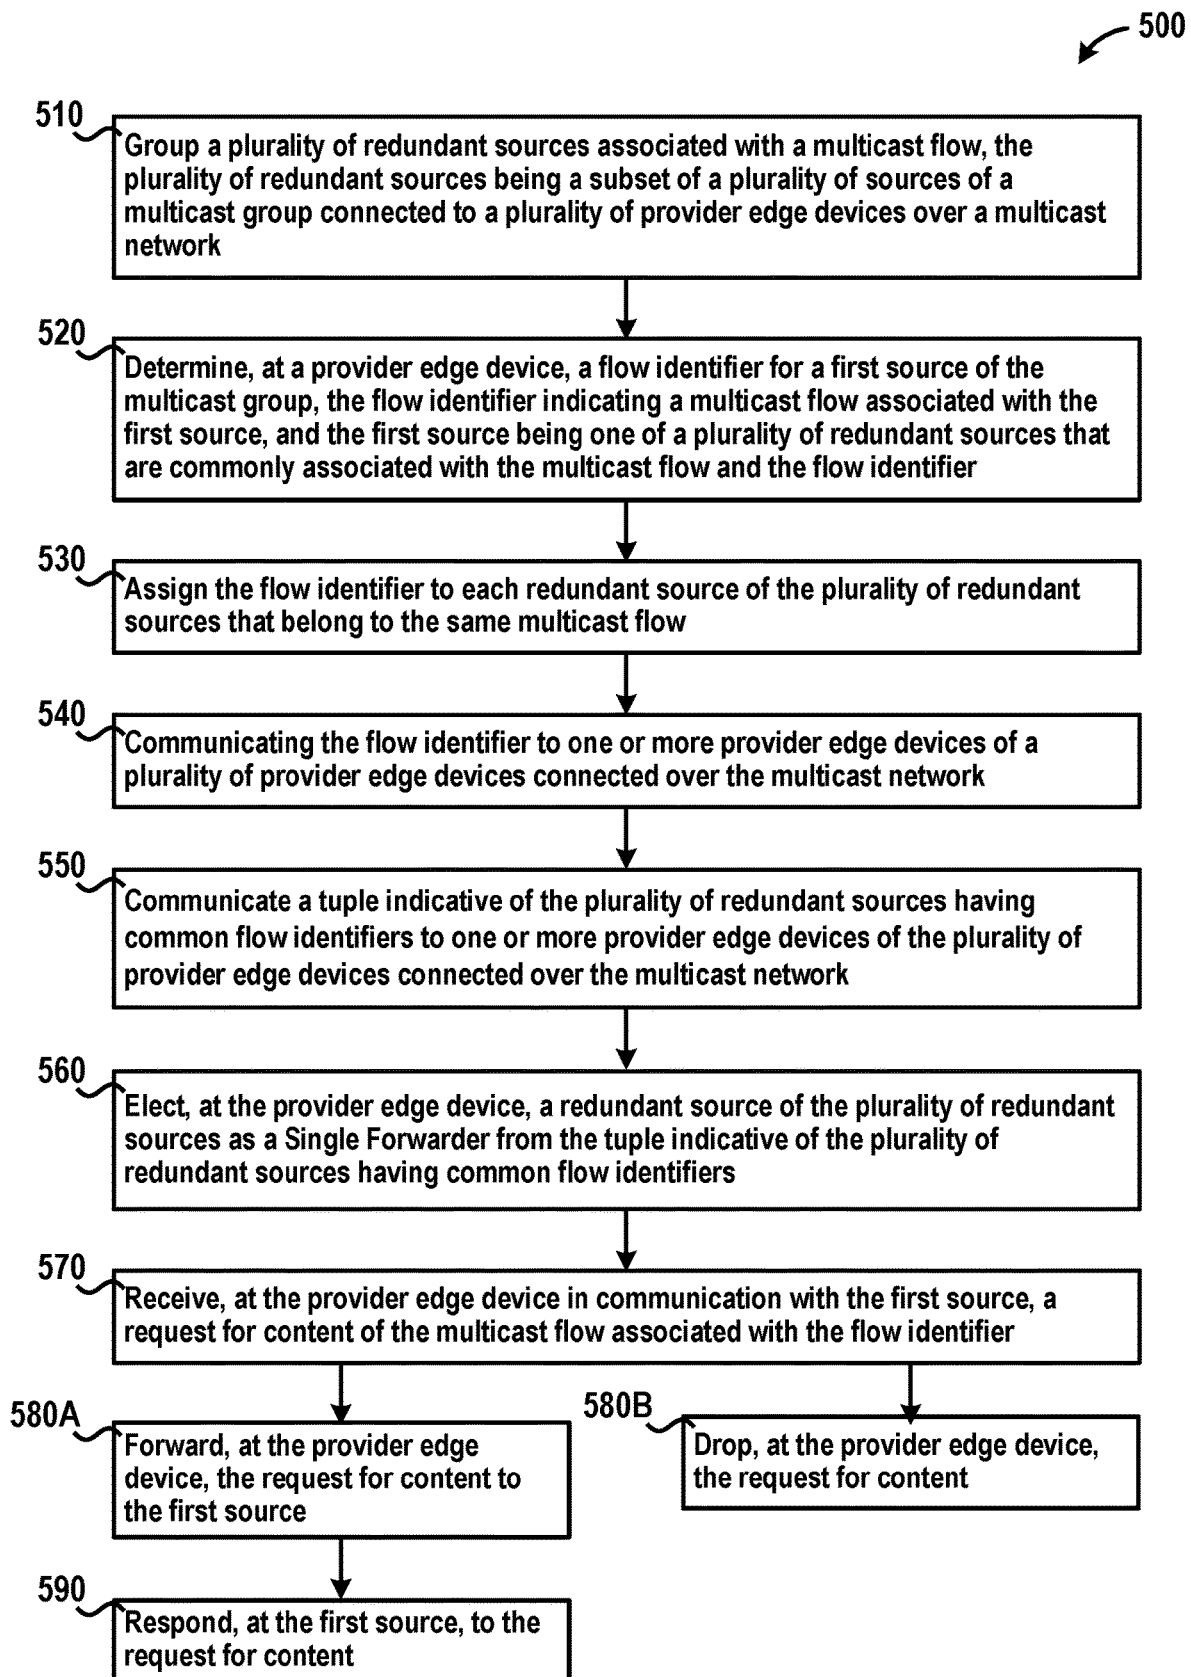 500
510
Group a plurality of redundant sources associated with a multicast flow, the
plurality of redundant sources being a subset of a plurality of sources of a
multicast group connected to a plurality of provider edge devices over a multicast
network
520
Determine, at a provider edge device, a flow identifier for a first source of the
multicast group, the flow identifier indicating a multicast flow associated with the
first source, and the first source being one of a plurality of redundant sources that
are commonly associated with the multicast flow and the flow identifier
530
Assign the flow identifier to each redundant source of the plurality of redundant
sources that belong to the same multicast flow
540
Communicating the flow identifier to one or more provider edge devices of a
plurality of provider edge devices connected over the multicast network
550
Communicate a tuple indicative of the plurality of redundant sources having
common flow identifiers to one or more provider edge devices of the plurality of
provider edge devices connected over the multicast network
560
Elect, at the provider edge device, a redundant source of the plurality of redundant
sources as a Single Forwarder from the tuple indicative of the plurality of
redundant sources having common flow identifiers
570
Receive, at the provider edge device in communication with the first source, a
request for content of the multicast flow associated with the flow identifier
580A
Forward, at the provider edge
device, the request for content to
the first source
580B
Drop, at the provider edge device,
the request for content
590
Respond, at the first source, to the
request for content